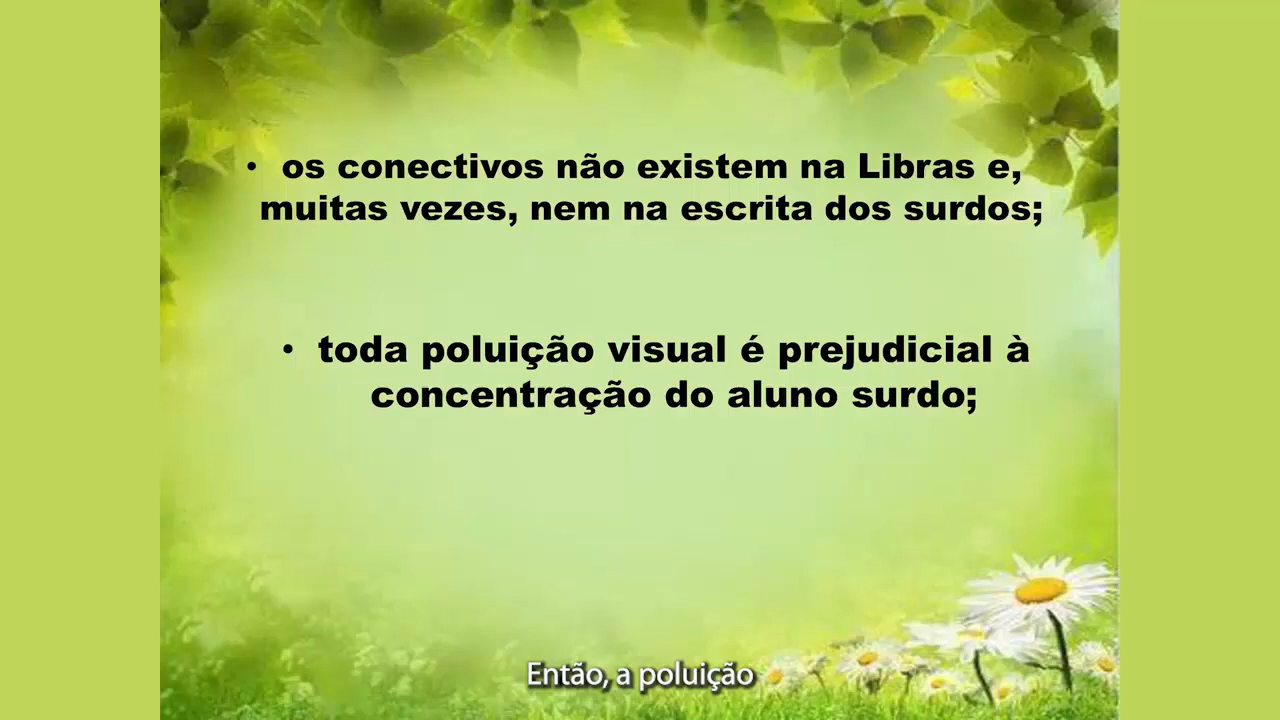 • os conectivos não existem na Libras e,
muitas vezes, nem na escrita dos surdos;
• toda poluição visual é prejudicial à
concentração do aluno surdo;
Então, a poluição